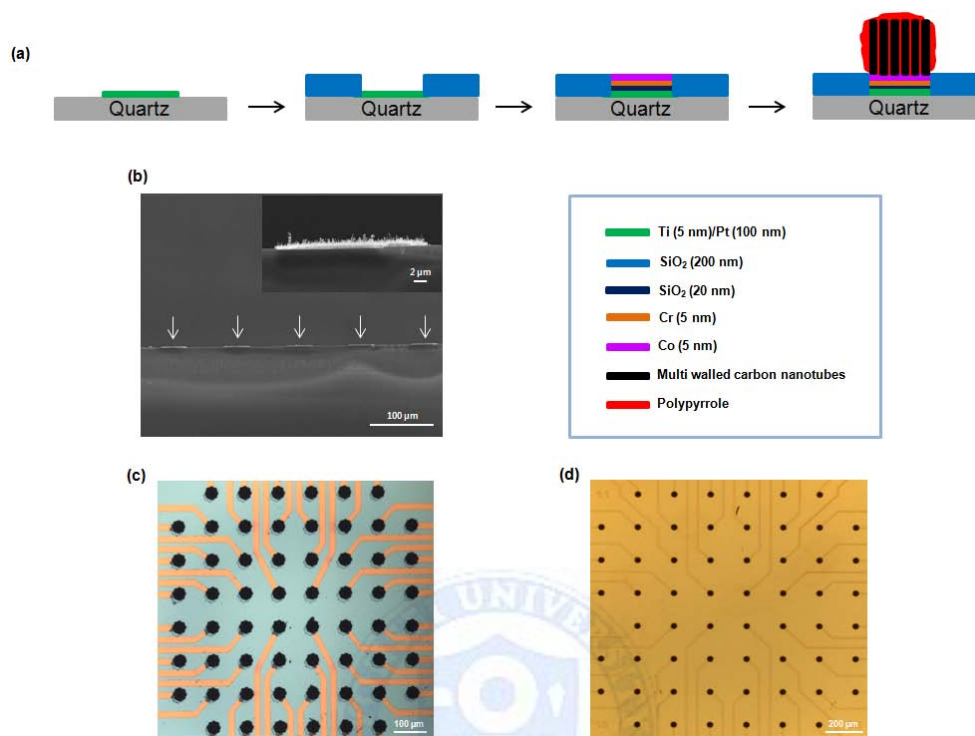 (a)
Quartz
Quartz
Quartz
Quartz
(b)
2 µm
100 µm
Ti (5 nm)/Pt (100 nm)
SiO₂ (200 nm)
SiO₂ (20 nm)
Cr (5 nm)
Co (5 nm)
Multi walled carbon nanotubes
Polypyrrole
(c)
100 µm
(d)
11
200 µm